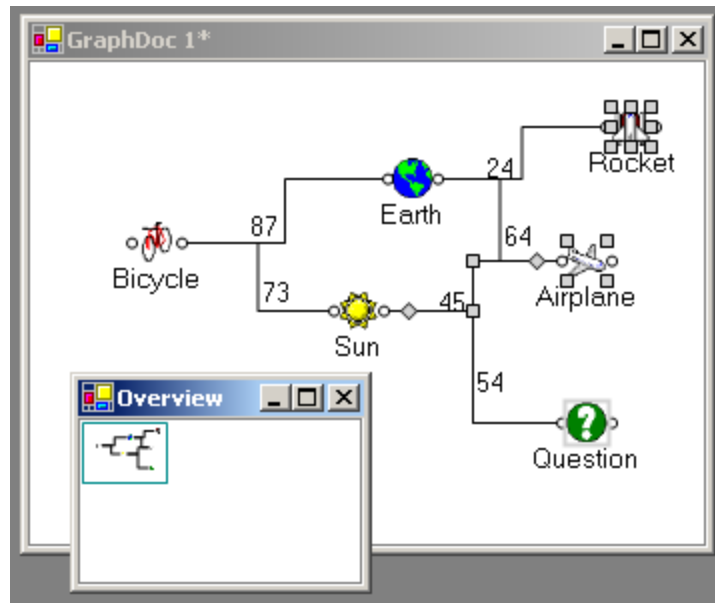 GraphDoc 1*
24
Rocket
Earth
87
64
Bicycle
73
45
Airplane
Sun
54
Overview
?
Question